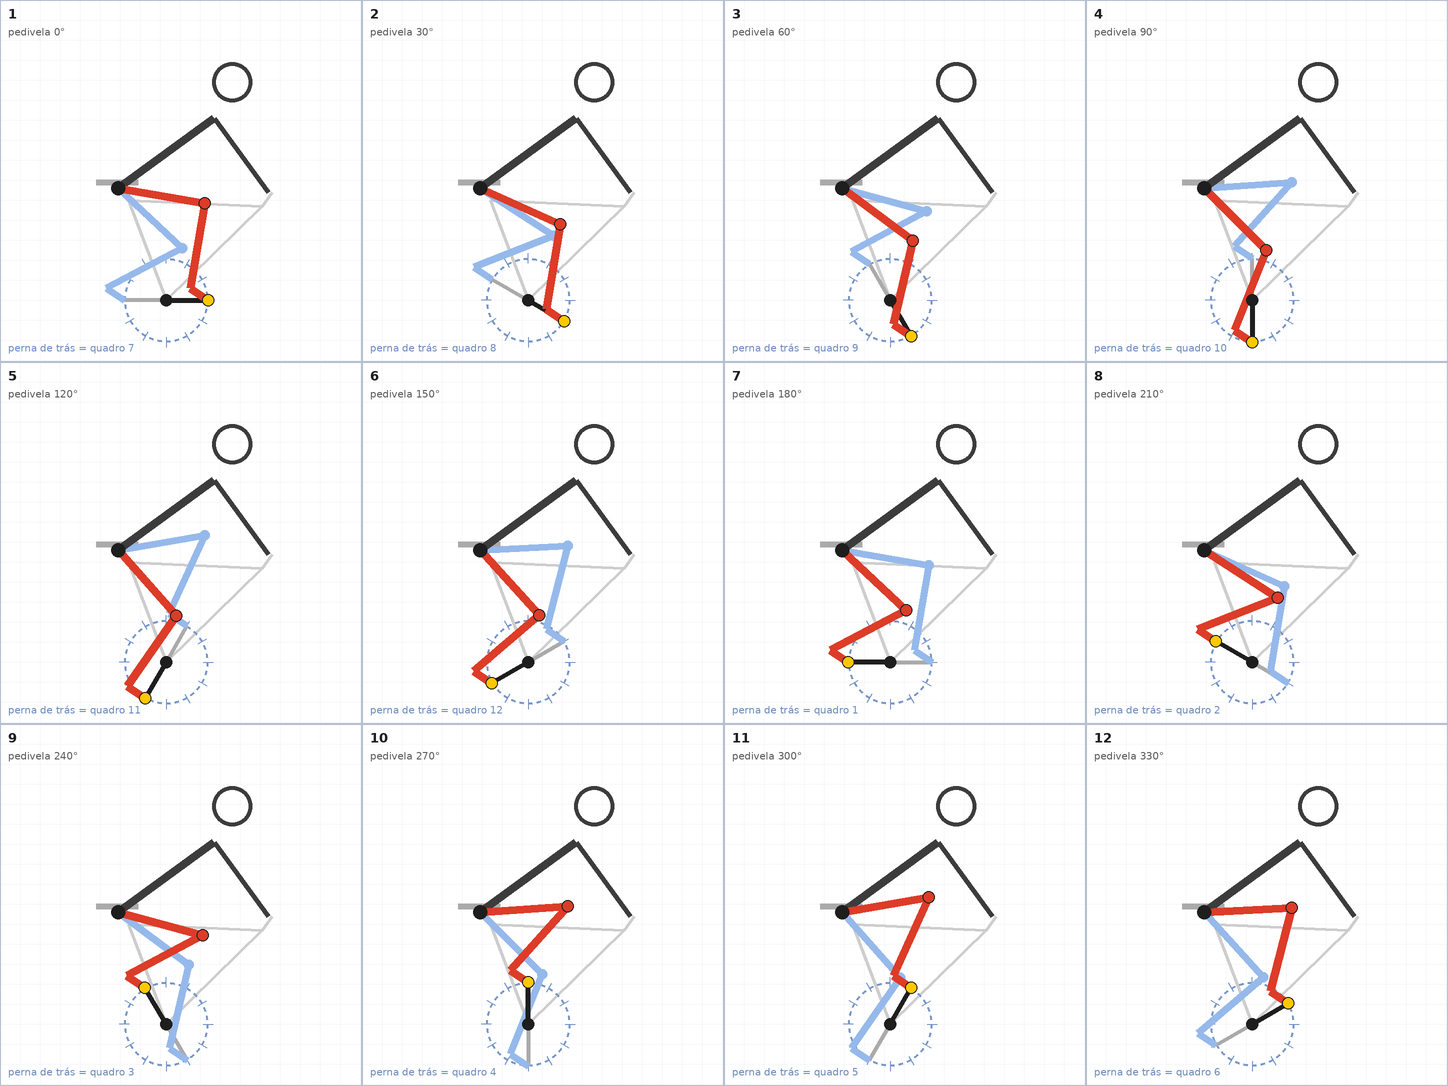 1
pedivela 0°
perna de trás = quadro 7
2
pedivela 30°
perna de trás = quadro 8
3
pedivela 60°
perna de trás = quadro 9
4
pedivela 90°
perna de trás = quadro 10
5
pedivela 120°
perna de trás = quadro 11
6
pedivela 150°
perna de trás = quadro 12
7
pedivela 180°
perna de trás = quadro 1
8
pedivela 210°
perna de trás = quadro 2
9
pedivela 240°
perna de trás = quadro 3
10
pedivela 270°
perna de trás = quadro 4
11
pedivela 300°
perna de trás = quadro 5
12
pedivela 330°
perna de trás = quadro 6